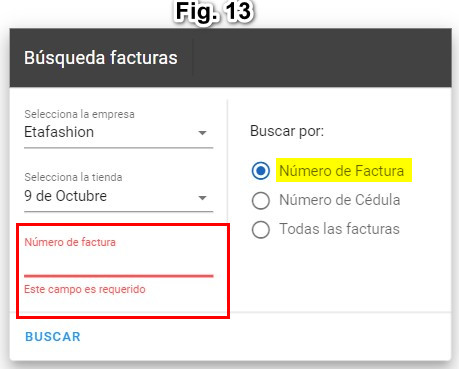 Fig. 13
Búsqueda facturas
Selecciona la empresa
Etafashion
Selecciona la tienda
9 de Octubre
Número de factura
Este campo es requerido
Buscar por:
Número de Factura
Número de Cédula
Todas las facturas
BUSCAR